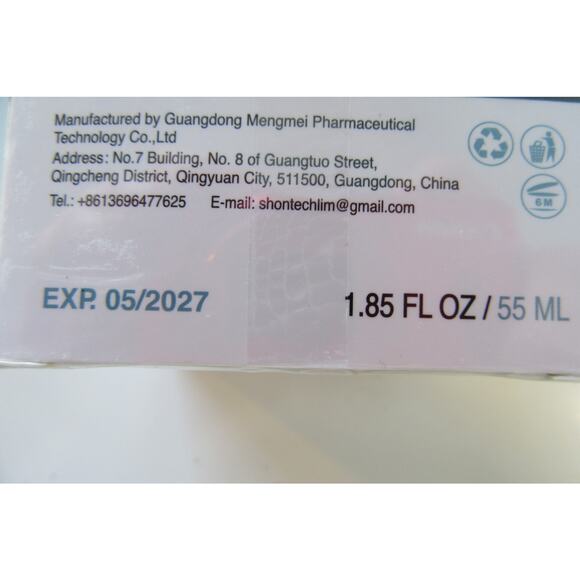 Manufactured by Guangdong Mengmei Pharmaceutical
Technology Co.,Ltd
Address: No.7 Building, No. 8 of Guangtuo Street,
Qingcheng District, Qingyuan City, 511500, Guangdong, China
Tel.: +8613696477625 E-mail: shontechlim@gmail.com
6M
EXP. 05/2027 1.85 FL OZ / 55 ML